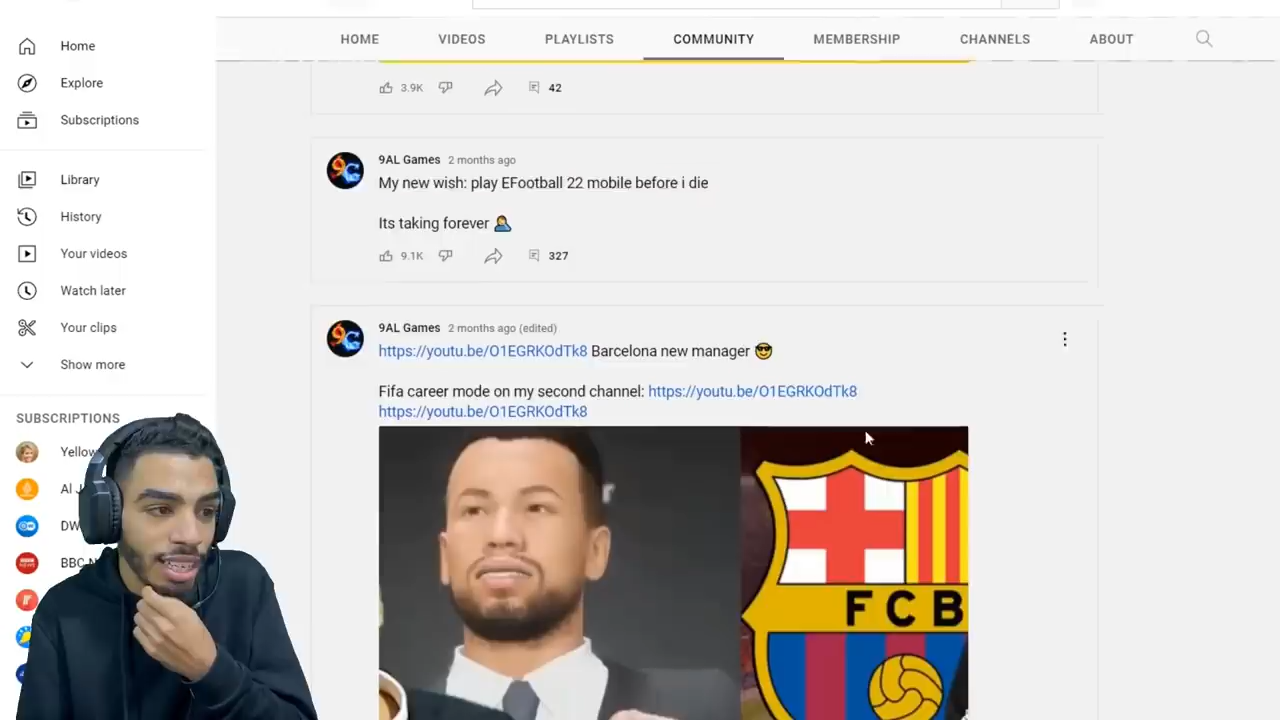 HOME VIDEOS PLAYLISTS COMMUNITY MEMBERSHIP CHANNELS ABOUT
Home
Explore
Subscriptions
Library
History
Your videos
Watch later
Your clips
Show more
SUBSCRIPTIONS
Yellow
Al J
DW
BBC N
3.9K 42
9AL Games 2 months ago
My new wish: play EFootball 22 mobile before i die
Its taking forever 🤦
9.1K 327
9AL Games 2 months ago (edited)
https://youtu.be/O1EGRKOdTk8 Barcelona new manager 😎
Fifa career mode on my second channel: https://youtu.be/O1EGRKOdTk8
https://youtu.be/O1EGRKOdTk8
FCB